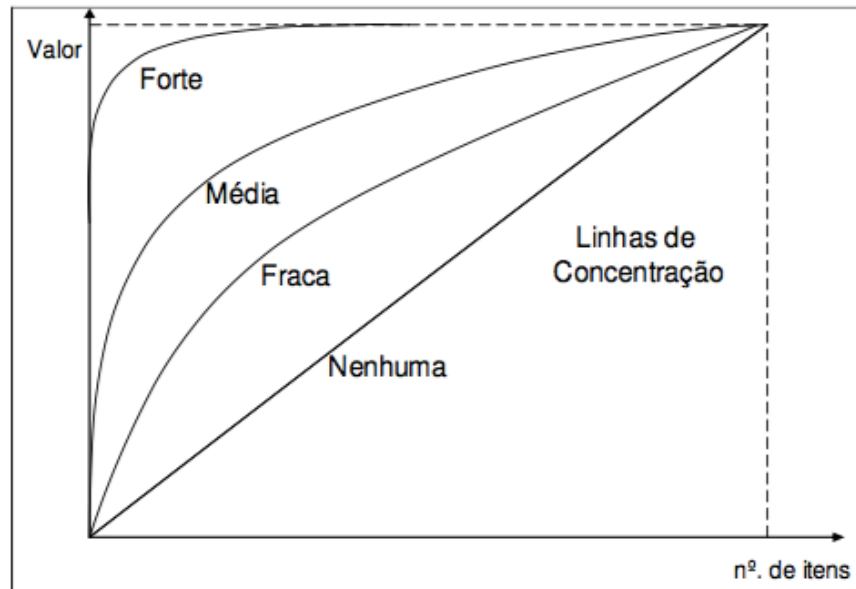 Valor
Forte
Média
Fraca
Linhas de
Concentração
Nenhuma
nº. de itens